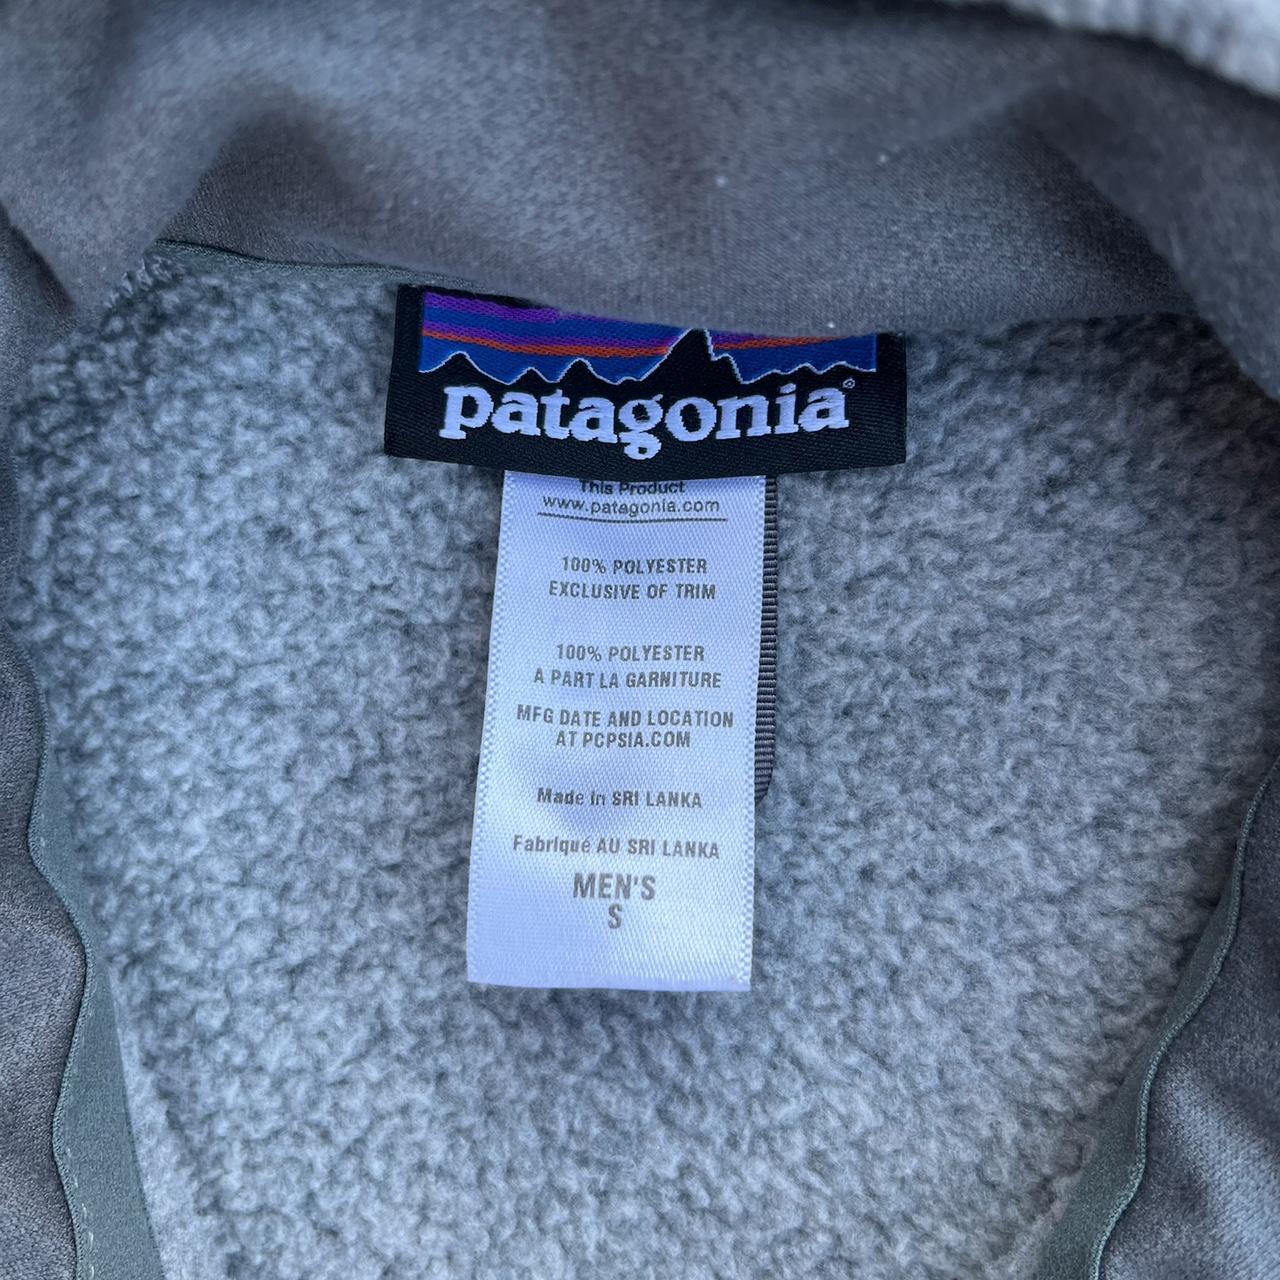 patagonia®
This Product
www.patagonia.com
100% POLYESTER
EXCLUSIVE OF TRIM
100% POLYESTER
A PART LA GARNITURE
MFG DATE AND LOCATION
AT PCPSIA.COM
Made in SRI LANKA
Fabriqué AU SRI LANKA
MEN'S
S